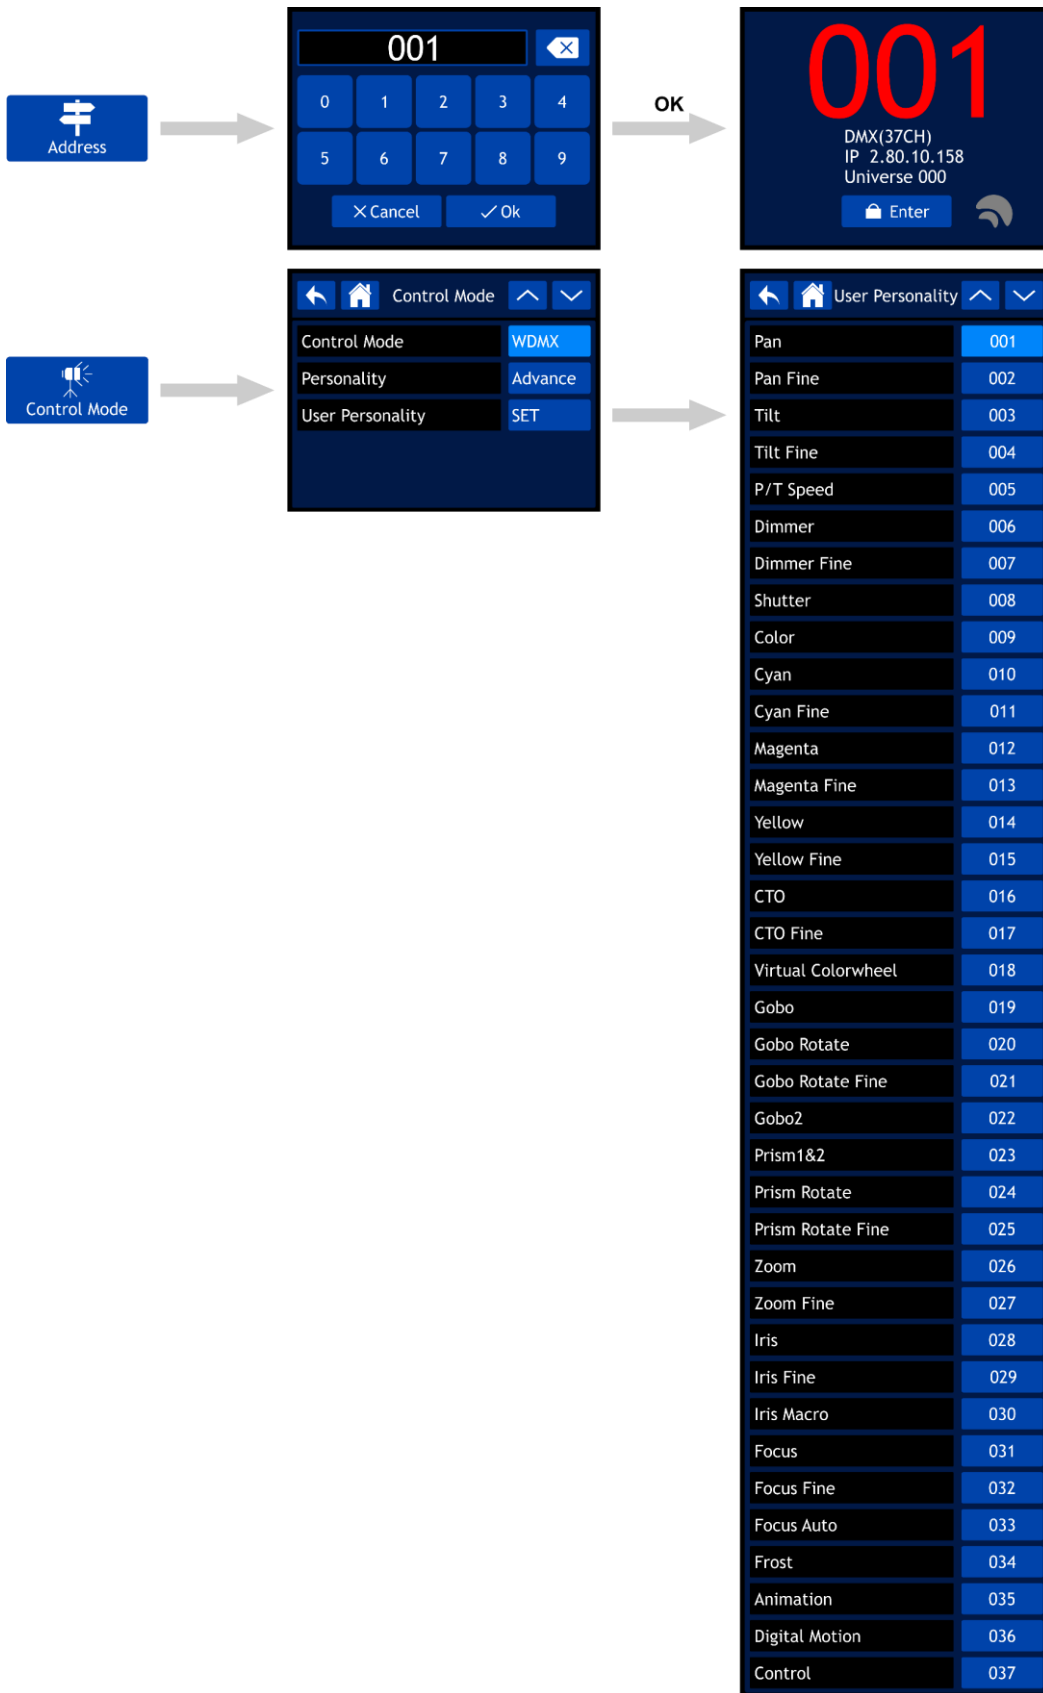 Address
001
0 1 2 3 4
5 6 7 8 9
Cancel Ok
OK
001
DMX(37CH)
IP 2.80.10.158
Universe 000
Enter
Control Mode
Control Mode
Control Mode WDMX
Personality Advance
User Personality SET
User Personality
Pan 001
Pan Fine 002
Tilt 003
Tilt Fine 004
P/T Speed 005
Dimmer 006
Dimmer Fine 007
Shutter 008
Color 009
Cyan 010
Cyan Fine 011
Magenta 012
Magenta Fine 013
Yellow 014
Yellow Fine 015
CTO 016
CTO Fine 017
Virtual Colorwheel 018
Gobo 019
Gobo Rotate 020
Gobo Rotate Fine 021
Gobo2 022
Prism1&2 023
Prism Rotate 024
Prism Rotate Fine 025
Zoom 026
Zoom Fine 027
Iris 028
Iris Fine 029
Iris Macro 030
Focus 031
Focus Fine 032
Focus Auto 033
Frost 034
Animation 035
Digital Motion 036
Control 037